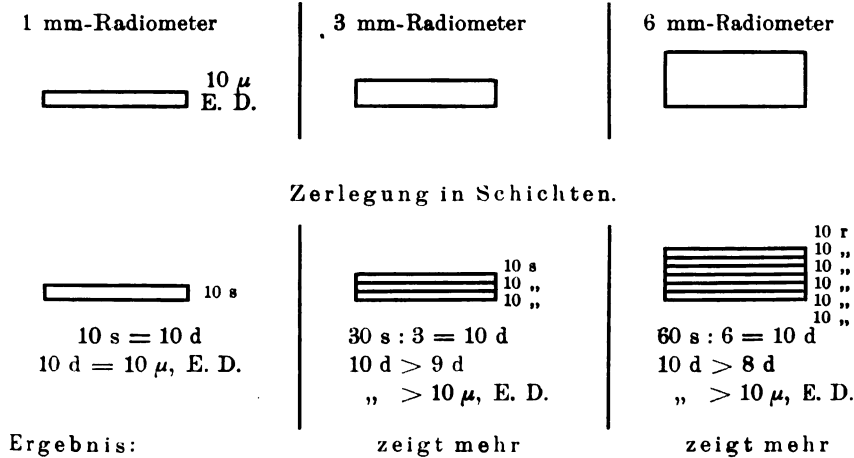 1 mm-Radiometer
10 μ
E. D.
3 mm-Radiometer
6 mm-Radiometer
Zerlegung in Schichten.
10 s
10 s = 10 d
10 d = 10 μ, E. D.
10 s
10 „
10 „
30 s : 3 = 10 d
10 d > 9 d
„ > 10 μ, E. D.
10 r
10 „
10 „
10 „
10 „
10 „
60 s : 6 = 10 d
10 d > 8 d
„ > 10 μ, E. D.
Ergebnis: zeigt mehr zeigt mehr